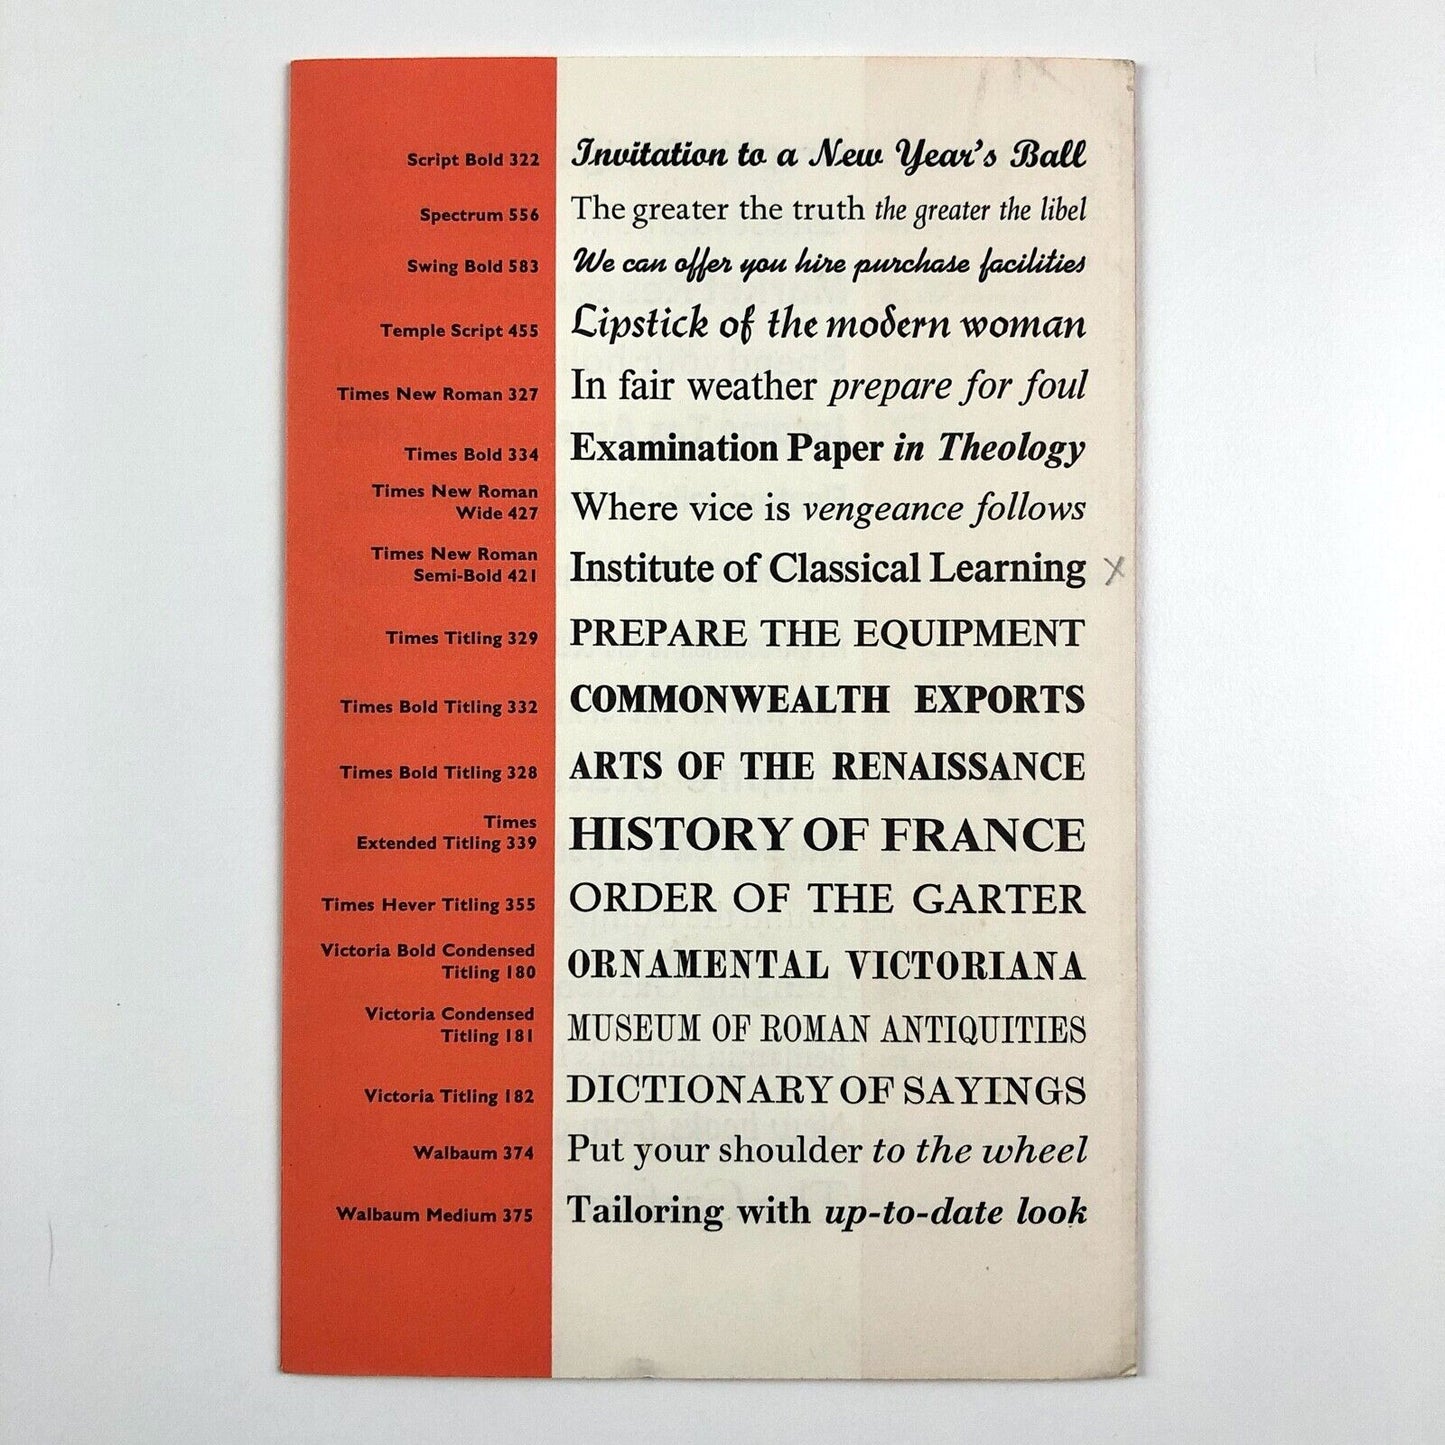 Script Bold 322 Invitation to a New Year's Ball
Spectrum 556 The greater the truth the greater the libel
Swing Bold 583 We can offer you hire purchase facilities
Temple Script 455 Lipstick of the modern woman
Times New Roman 327 In fair weather prepare for foul
Times Bold 334 Examination Paper in Theology
Times New Roman
Wide 427 Where vice is vengeance follows
Times New Roman
Semi-Bold 421 Institute of Classical Learning X
Times Titling 329 PREPARE THE EQUIPMENT
Times Bold Titling 332 COMMONWEALTH EXPORTS
Times Bold Titling 328 ARTS OF THE RENAISSANCE
Times
Extended Titling 339 HISTORY OF FRANCE
Times Hever Titling 355 ORDER OF THE GARTER
Victoria Bold Condensed
Titling 180 ORNAMENTAL VICTORIANA
Victoria Condensed
Titling 181 MUSEUM OF ROMAN ANTIQUITIES
Victoria Titling 182 DICTIONARY OF SAYINGS
Walbaum 374 Put your shoulder to the wheel
Walbaum Medium 375 Tailoring with up-to-date look